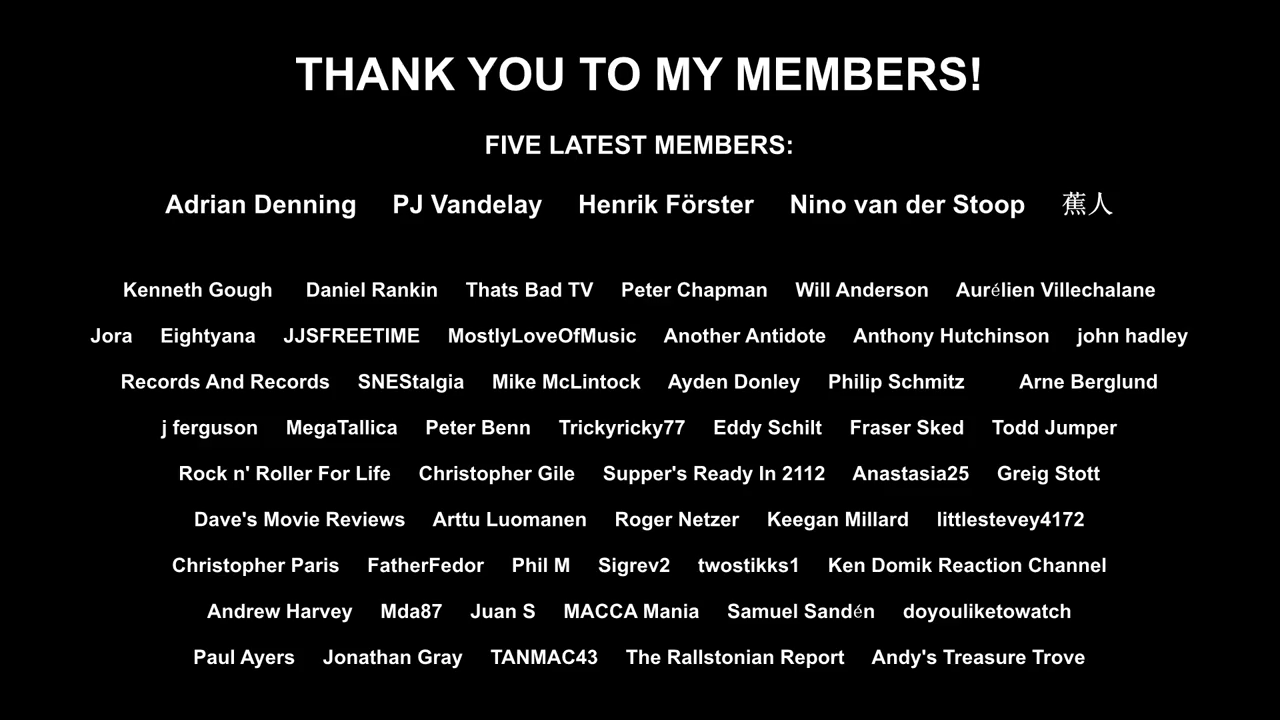 THANK YOU TO MY MEMBERS!
FIVE LATEST MEMBERS:
Adrian Denning PJ Vandelay Henrik Förster Nino van der Stoop 蕉人
Kenneth Gough Daniel Rankin Thats Bad TV Peter Chapman Will Anderson Aurélien Villechalane
Jora Eightyana JJSFREETIME MostlyLoveOfMusic Another Antidote Anthony Hutchinson john hadley
Records And Records SNEStalgia Mike McLintock Ayden Donley Philip Schmitz Arne Berglund
j ferguson MegaTallica Peter Benn Trickyricky77 Eddy Schilt Fraser Sked Todd Jumper
Rock n' Roller For Life Christopher Gile Supper's Ready In 2112 Anastasia25 Greig Stott
Dave's Movie Reviews Arttu Luomanen Roger Netzer Keegan Millard littlestevey4172
Christopher Paris FatherFedor Phil M Sigrev2 twostikks1 Ken Domik Reaction Channel
Andrew Harvey Mda87 Juan S MACCA Mania Samuel Sandén doyouliketowatch
Paul Ayers Jonathan Gray TANMAC43 The Rallstonian Report Andy's Treasure Trove